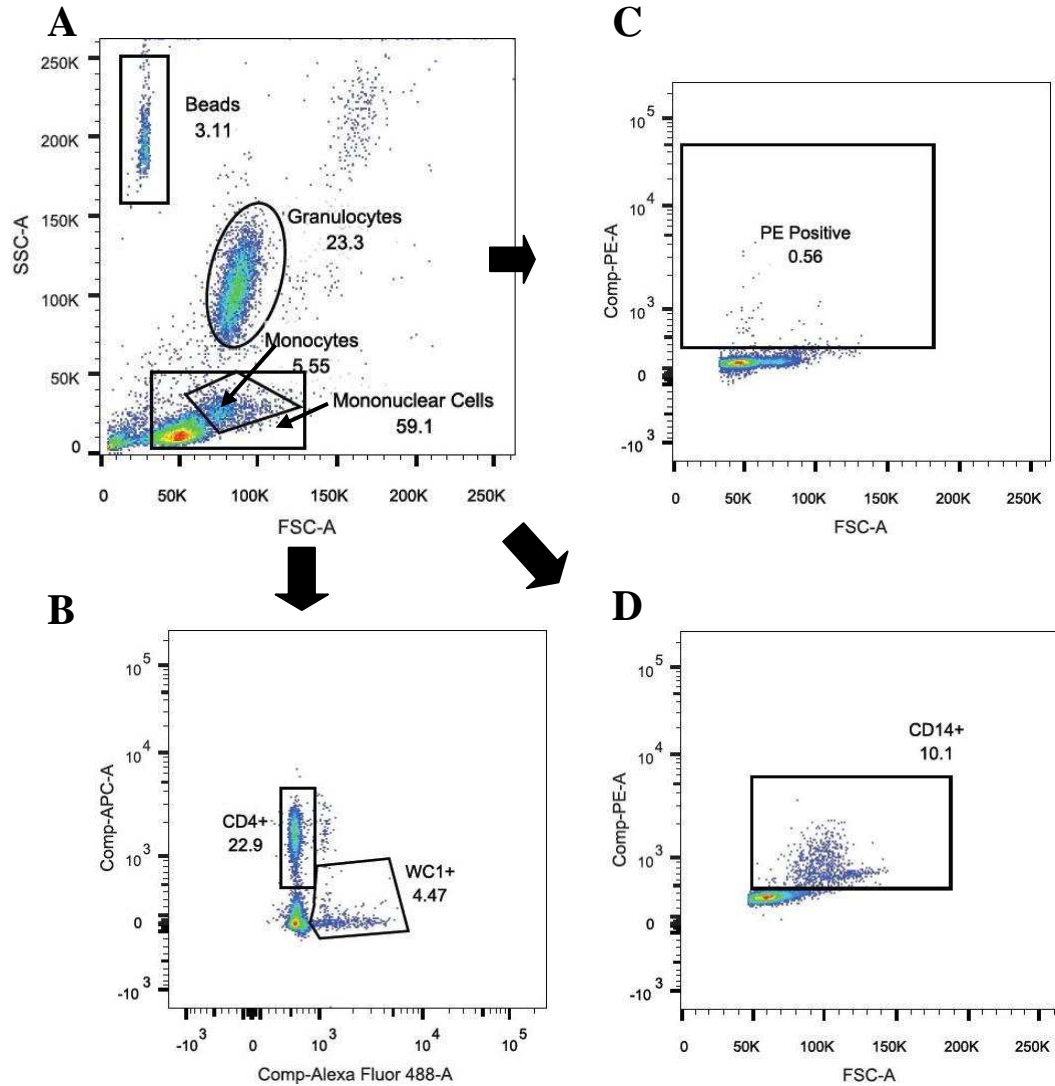 A
250K
200K
150K
100K
50K
0
SSC-A
Beads
3.11
Granulocytes
23.3
Monocytes
5.55
Mononuclear Cells
59.1
0 50K 100K 150K 200K 250K
FSC-A
C
10^5
10^4
10^3
0
-10^3
Comp-PE-A
PE Positive
0.56
0 50K 100K 150K 200K 250K
FSC-A
B
10^5
10^4
10^3
0
-10^3
Comp-APC-A
CD4+
22.9
WC1+
4.47
-10^3 0 10^3 10^4 10^5
Comp-Alexa Fluor 488-A
D
10^5
10^4
10^3
0
-10^3
Comp-PE-A
CD14+
10.1
0 50K 100K 150K 200K 250K
FSC-A